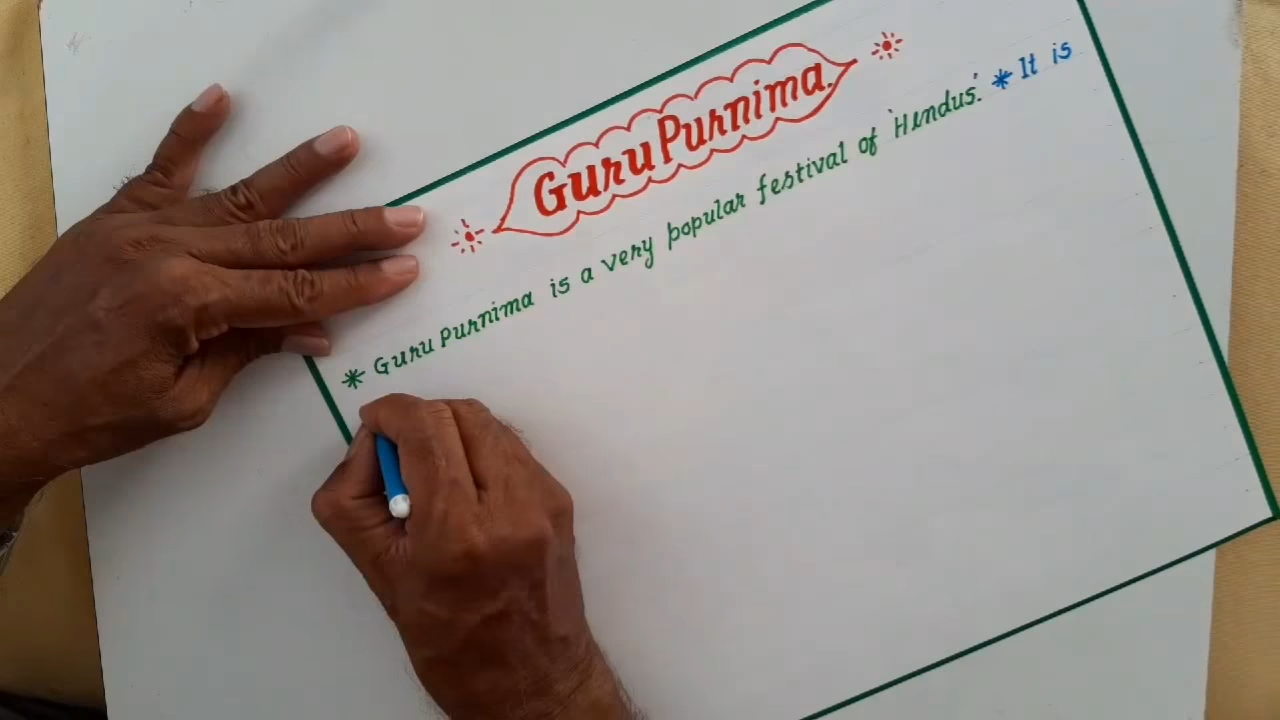 Guru Purnima.
* Guru Purnima is a very popular festival of 'Hindus'. * It is